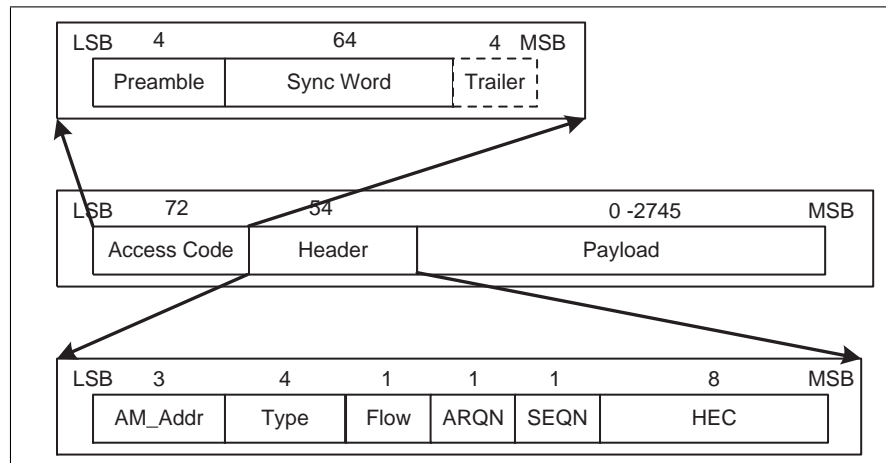 LSB 4 64 4 MSB
Preamble Sync Word Trailer
LSB 72 54 0 -2745 MSB
Access Code Header Payload
LSB 3 4 1 1 1 8 MSB
AM_Addr Type Flow ARQN SEQN HEC